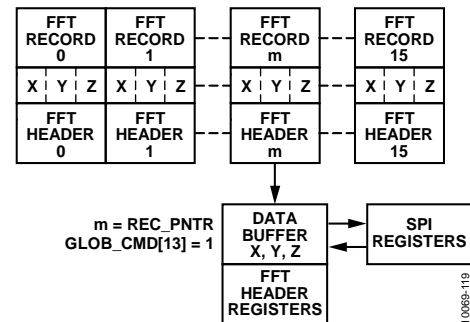 FFT RECORD 0
FFT RECORD 1
FFT RECORD m
FFT RECORD 15
X Y Z
X Y Z
X Y Z
X Y Z
FFT HEADER 0
FFT HEADER 1
FFT HEADER m
FFT HEADER 15
m = REC_PNTR
GLOB_CMD[13] = 1
DATA
BUFFER
X, Y, Z
SPI
REGISTERS
FFT
HEADER
REGISTERS
10069-119